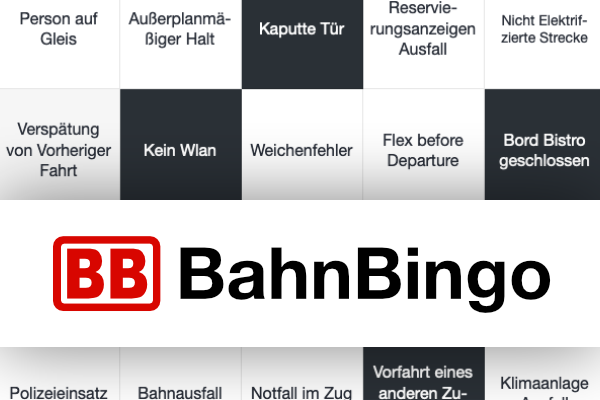 Person auf
Gleis
Außerplanmä-
ßiger Halt
Kaputte Tür
Reservie-
rungsanzeigen
Ausfall
Nicht Elektrif-
zierte Strecke
Verspätung
von Vorheriger
Fahrt
Kein Wlan
Weichenfehler
Flex before
Departure
Bord Bistro
geschlossen
BB BahnBingo
Polizeieinsatz
Bahnausfall
Notfall im Zug
Vorfahrt eines
anderen Zu-
Klimaanlage